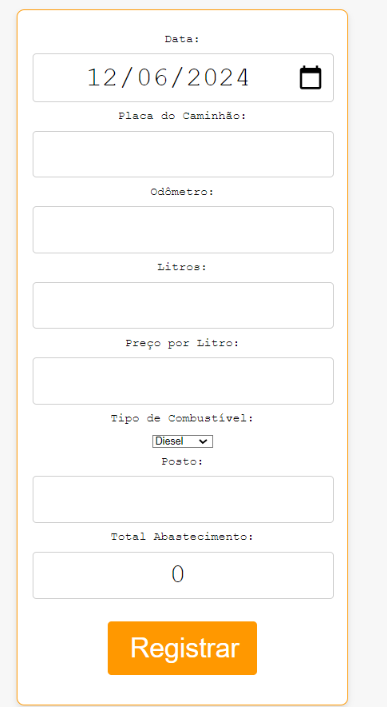 Data:
12/06/2024
Placa do Caminhão:
Odômetro:
Litros:
Preço por Litro:
Tipo de Combustível:
Diesel
Posto:
Total Abastecimento:
0
Registrar